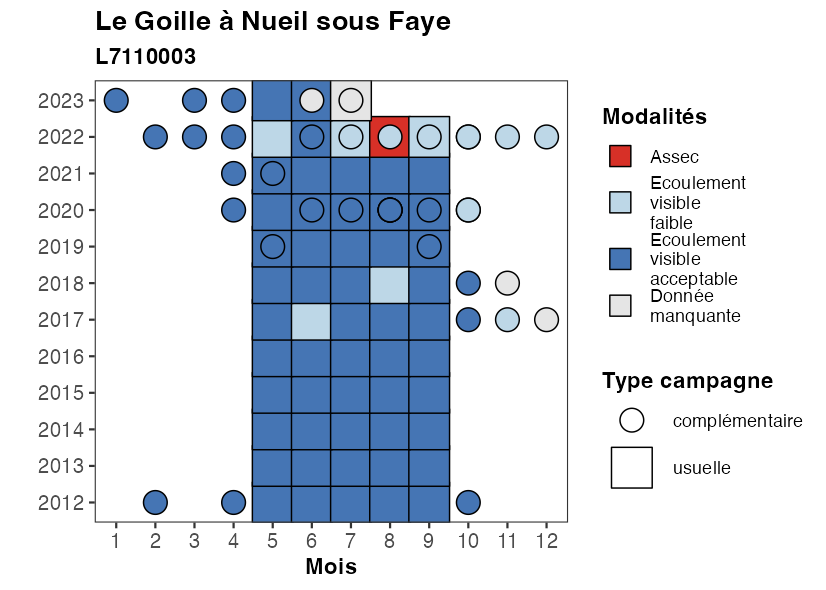 Le Goille à Nueil sous Faye
L7110003
2023
2022
2021
2020
2019
2018
2017
2016
2015
2014
2013
2012
1 2 3 4 5 6 7 8 9 10 11 12
Mois
Modalités
Assec
Ecoulement
visible
faible
Ecoulement
visible
acceptable
Donnée
manquante
Type campagne
complémentaire
usuelle